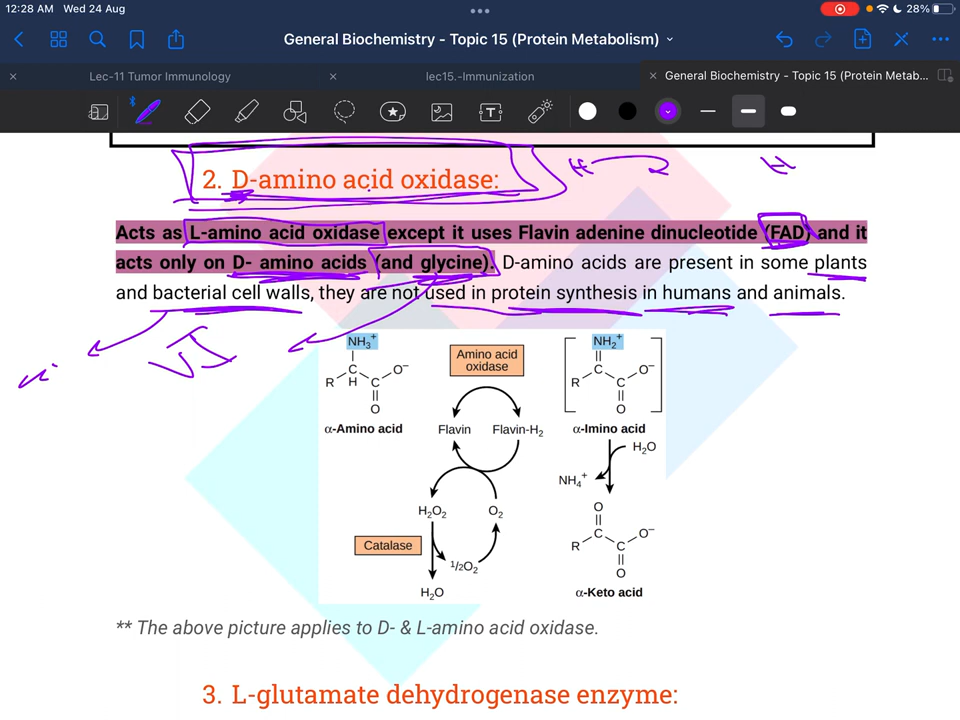 12:28 AM Wed 24 Aug
28%
General Biochemistry - Topic 15 (Protein Metabolism)
Lec-11 Tumor Immunology
lec15.-Immunization
General Biochemistry - Topic 15 (Protein Metab...
2. D-amino acid oxidase:
Acts as L-amino acid oxidase except it uses Flavin adenine dinucleotide (FAD) and it
acts only on D- amino acids (and glycine). D-amino acids are present in some plants
and bacterial cell walls, they are not used in protein synthesis in humans and animals.
NH₃⁺
C
R H C O⁻
O
α-Amino acid
Amino acid
oxidase
Flavin Flavin-H₂
NH₂⁺
C
R C O⁻
O
α-Imino acid
H₂O
NH₄⁺
H₂O₂ O₂
Catalase
1/2O₂
H₂O
O
C
R C O⁻
O
α-Keto acid
** The above picture applies to D- & L-amino acid oxidase.
3. L-glutamate dehydrogenase enzyme: